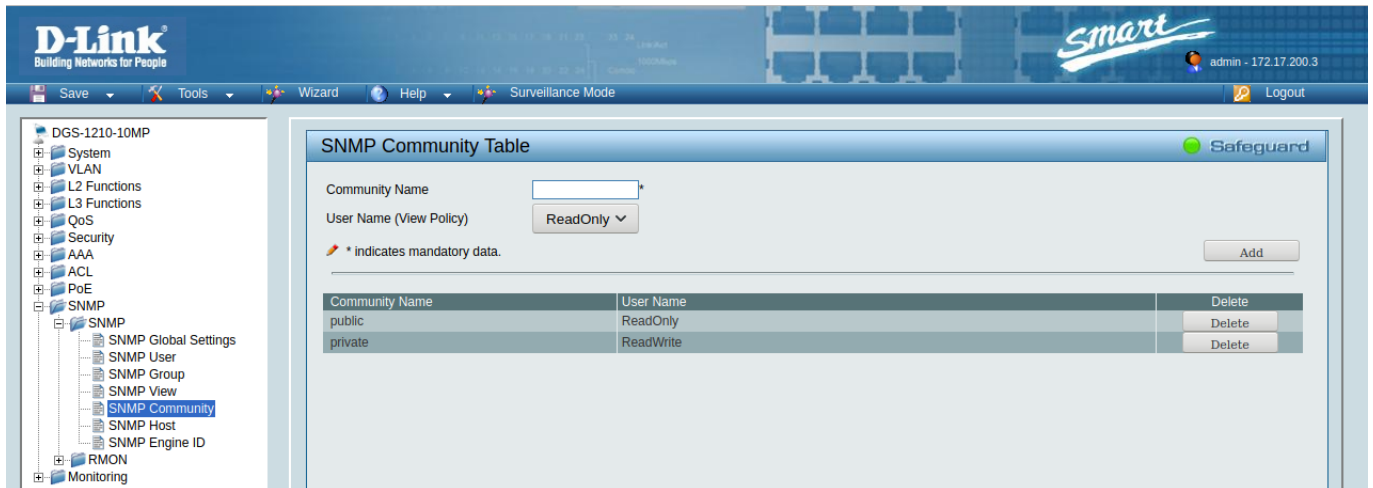 D-Link
Building Networks for People
Smart
admin - 172.17.200.3
Save Tools Wizard Help Surveillance Mode Logout
DGS-1210-10MP
System
VLAN
L2 Functions
L3 Functions
QoS
Security
AAA
ACL
PoE
SNMP
SNMP
SNMP Global Settings
SNMP User
SNMP Group
SNMP View
SNMP Community
SNMP Host
SNMP Engine ID
RMON
Monitoring
SNMP Community Table
Safeguard
Community Name *
User Name (View Policy) ReadOnly
* indicates mandatory data.
Add
Community Name User Name Delete
public ReadOnly Delete
private ReadWrite Delete